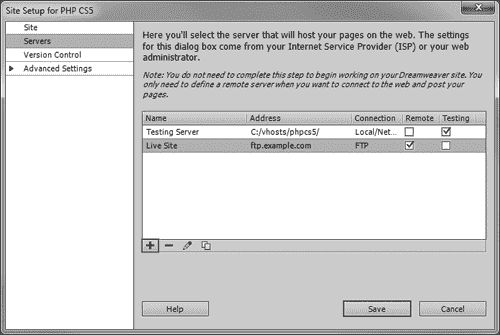 Site Setup for PHP CS5
Site
Servers
Version Control
Advanced Settings
Here you'll select the server that will host your pages on the web. The settings
for this dialog box come from your Internet Service Provider (ISP) or your web
administrator.
Note: You do not need to complete this step to begin working on your Dreamweaver site. You
only need to define a remote server when you want to connect to the web and post your
pages.
Name Address Connection Remote Testing
Testing Server C:/vhosts/phpcs5/ Local/Net...
Live Site ftp.example.com FTP
Help Save Cancel